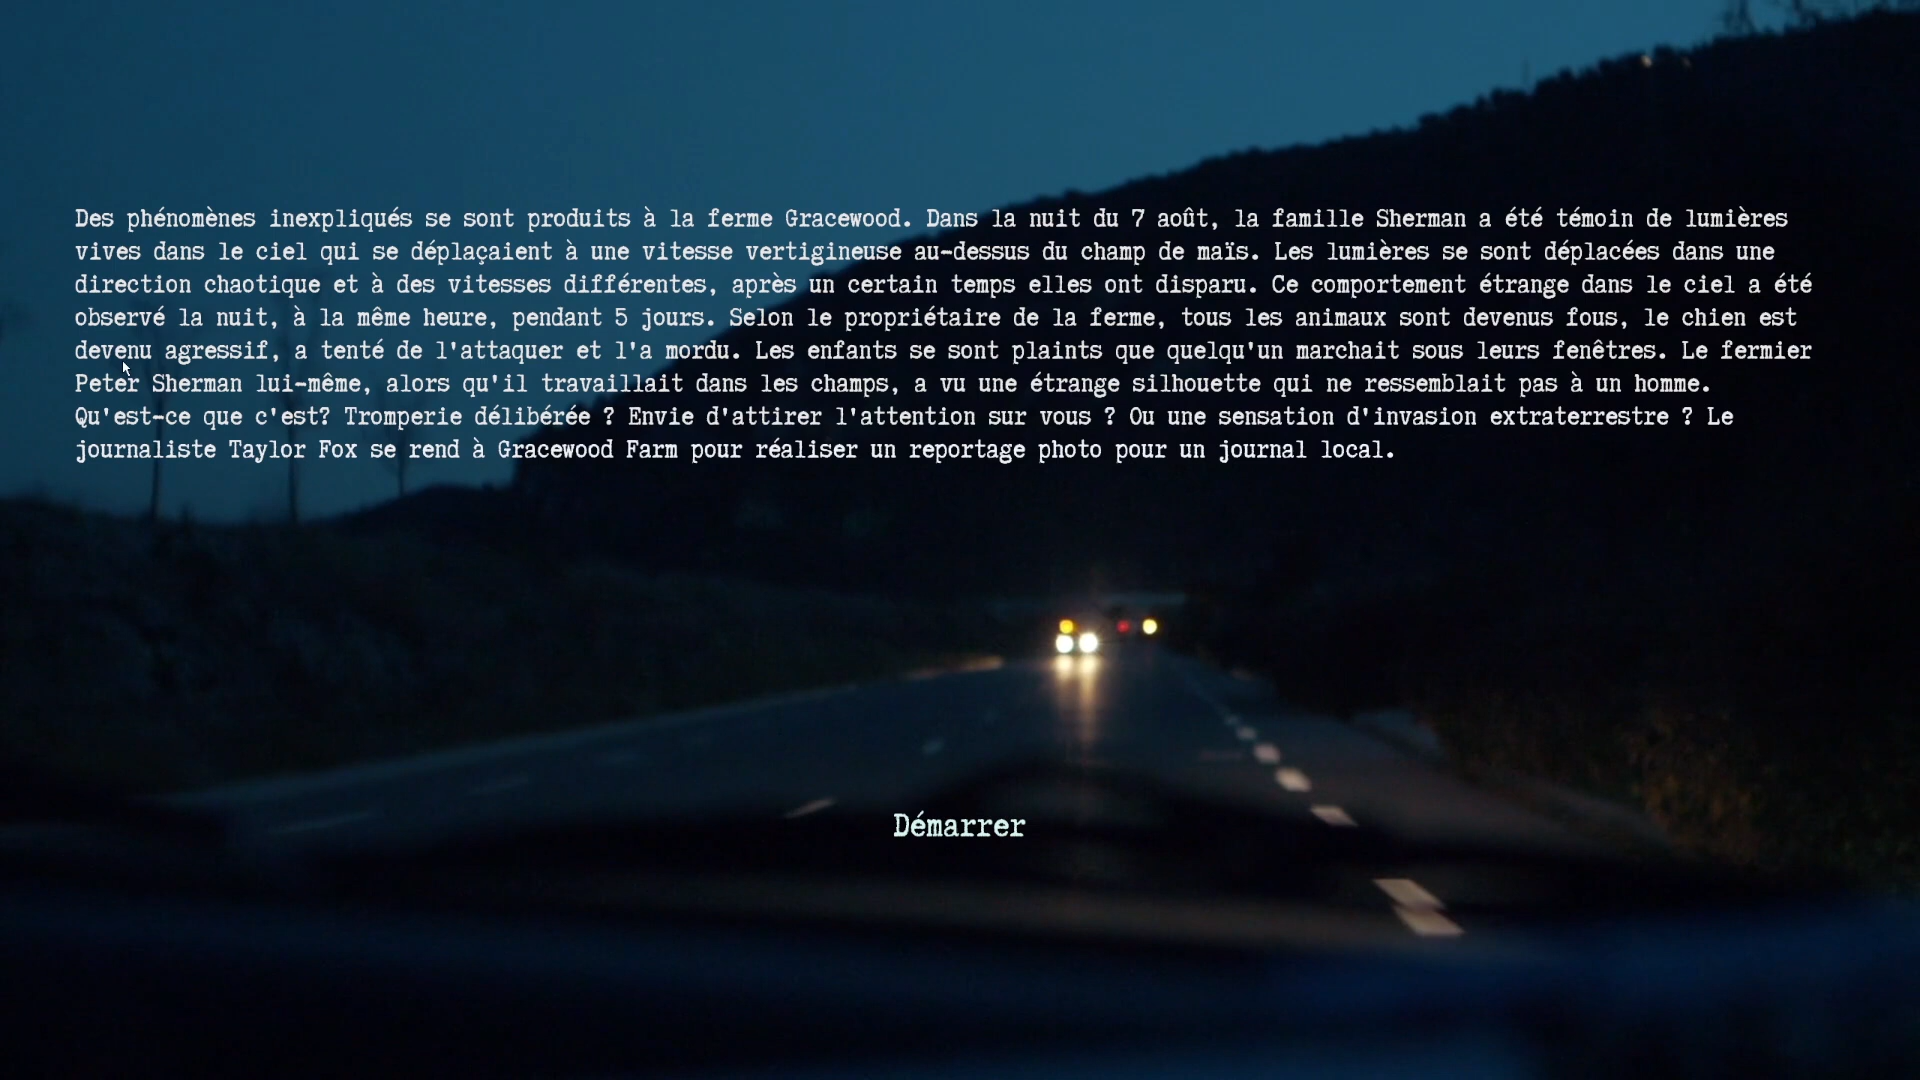 Des phénomènes inexpliqués se sont produits à la ferme Gracewood. Dans la nuit du 7 août, la famille Sherman a été témoin de lumières
vives dans le ciel qui se déplaçaient à une vitesse vertigineuse au-dessus du champ de maïs. Les lumières se sont déplacées dans une
direction chaotique et à des vitesses différentes, après un certain temps elles ont disparu. Ce comportement étrange dans le ciel a été
observé la nuit, à la même heure, pendant 5 jours. Selon le propriétaire de la ferme, tous les animaux sont devenus fous, le chien est
devenu agressif, a tenté de l'attaquer et l'a mordu. Les enfants se sont plaints que quelqu'un marchait sous leurs fenêtres. Le fermier
Peter Sherman lui-même, alors qu'il travaillait dans les champs, a vu une étrange silhouette qui ne ressemblait pas à un homme.
Qu'est-ce que c'est? Tromperie délibérée ? Envie d'attirer l'attention sur vous ? Ou une sensation d'invasion extraterrestre ? Le
journaliste Taylor Fox se rend à Gracewood Farm pour réaliser un reportage photo pour un journal local.
Démarrer